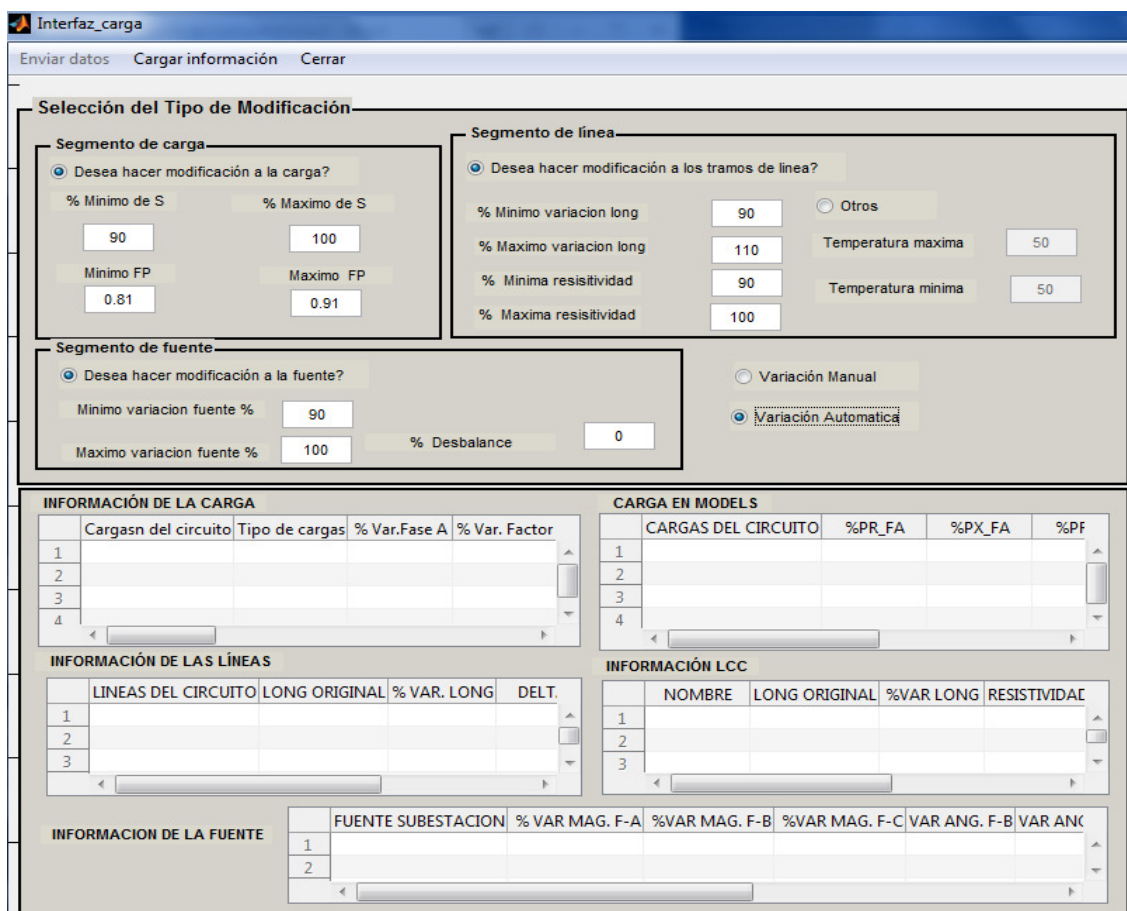 Interfaz_carga
Enviar datos Cargar información Cerrar
Selección del Tipo de Modificación
Segmento de carga
Desea hacer modificación a la carga?
% Minimo de S % Maximo de S
90 100
Minimo FP Maximo FP
0.81 0.91
Segmento de línea
Desea hacer modificación a los tramos de linea?
% Minimo variacion long 90 Otros
% Maximo variacion long 110 Temperatura maxima 50
% Minima resisitividad 90 Temperatura minima 50
% Maxima resisitividad 100
Segmento de fuente
Desea hacer modificación a la fuente?
Minimo variacion fuente % 90
Maximo variacion fuente % 100 % Desbalance 0
Variación Manual
Variación Automatica
INFORMACIÓN DE LA CARGA
Cargasn del circuito Tipo de cargas % Var.Fase A % Var. Factor
1
2
3
4
CARGA EN MODELS
CARGAS DEL CIRCUITO %PR_FA %PX_FA %PF
1
2
3
4
INFORMACIÓN DE LAS LÍNEAS
LINEAS DEL CIRCUITO LONG ORIGINAL % VAR. LONG DELT.
1
2
3
INFORMACIÓN LCC
NOMBRE LONG ORIGINAL %VAR LONG RESISTIVIDAD
1
2
3
INFORMACION DE LA FUENTE
FUENTE SUBESTACION % VAR MAG. F-A %VAR MAG. F-B %VAR MAG. F-C VAR ANG. F-B VAR ANG
1
2